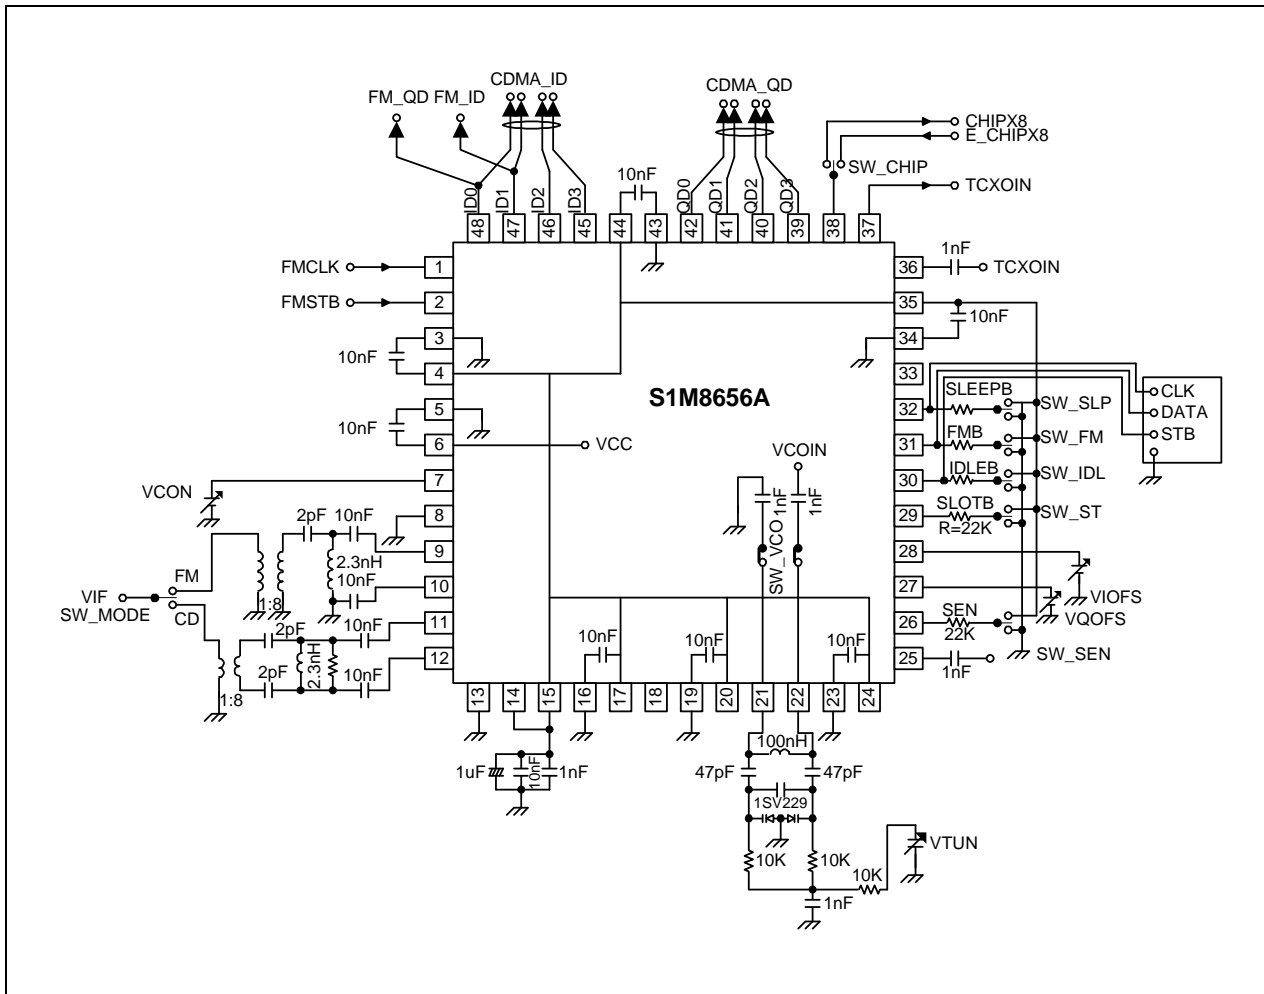 CDMA_ID
CDMA_QD
FM_QD
FM_ID
CHIPX8
E_CHIPX8
SW_CHIP
10nF
TCXOIN
ID0
ID1
ID2
ID3
QD0
QD1
QD2
QD3
48
47
46
45
44
43
42
41
40
39
38
37
1nF
FMCLK
1
36
TCXOIN
FMSTB
2
35
10nF
3
34
10nF
4
33
S1M8656A
SLEEPB
CLK
5
32
SW_SLP
DATA
10nF
FMB
STB
6
VCC
31
SW_FM
VCOIN
IDLEB
7
30
SW_IDL
VCON
1nF
1nF
SLOTB
8
29
SW_ST
2pF
10nF
R=22K
SW_VCO
9
28
2.3nH
FM
10nF
10
27
VIOFS
VIF
SW_MODE
1:8
CD
SEN
VQOFS
2pF
10nF
11
26
22K
10nF
10nF
10nF
SW_SEN
2.3nH
12
25
2pF
10nF
1nF
1:8
13
14
15
16
17
18
19
20
21
22
23
24
100nH
1uF
10nF
1nF
47pF
47pF
1SV229
VTUN
10K
10K
10K
1nF